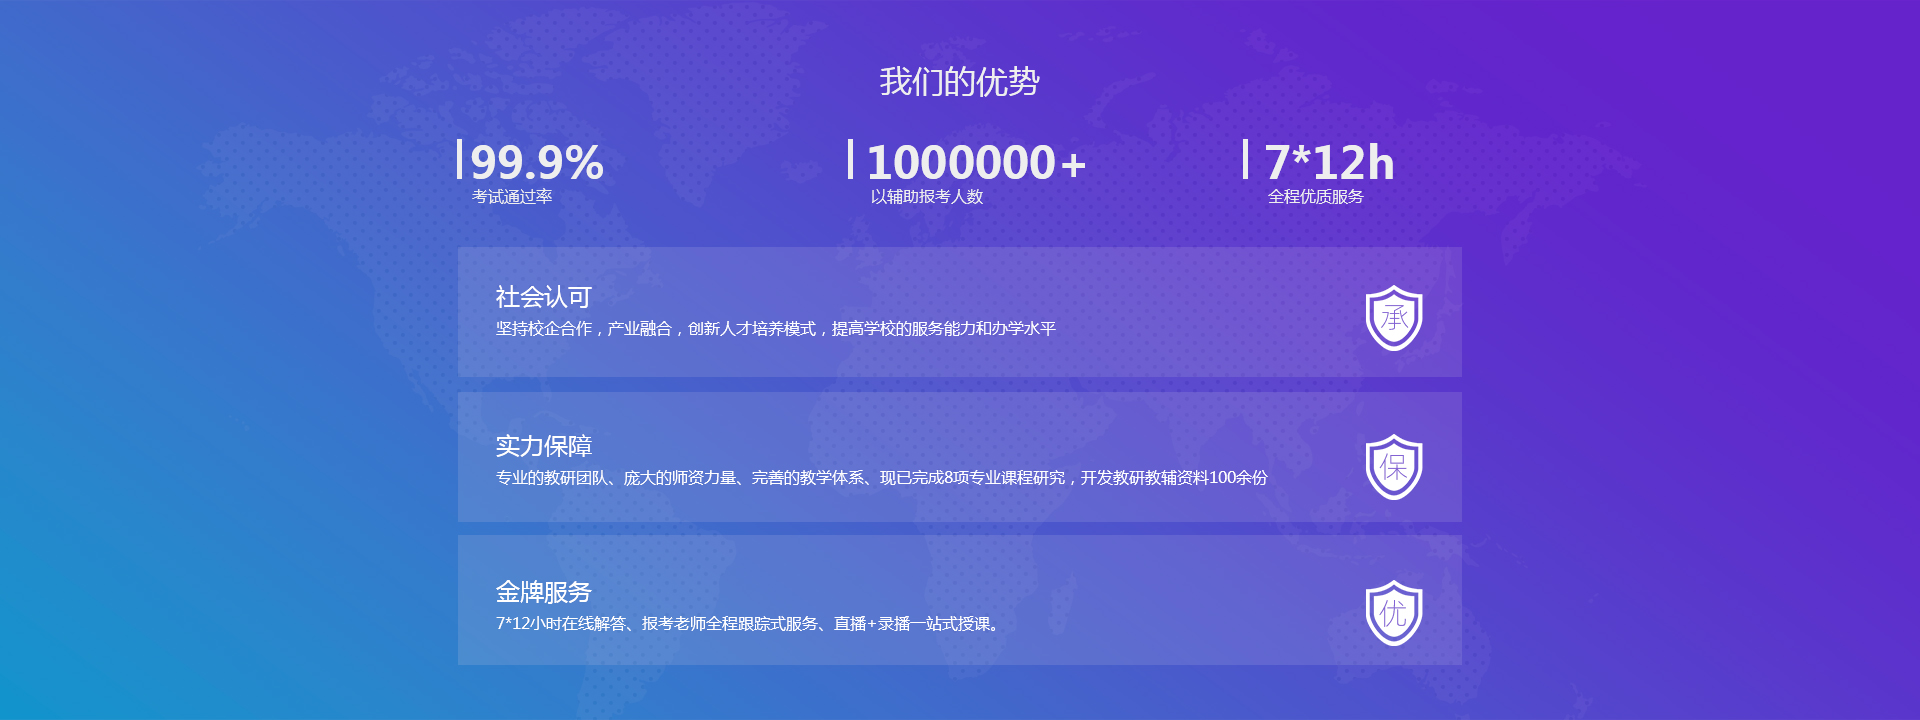 我们的优势
99.9%
1000000+
7*12h
考试通过率
以辅助报考人数
全程优质服务
社会认可
坚持校企合作，产业融合，创新人才培养模式，提高学校的服务能力和办学水平
承
实力保障
专业的教研团队、庞大的师资力量、完善的教学体系、现已完成8项专业课程研究，开发教研教辅资料100余份
保
金牌服务
7*12小时在线解答、报考老师全程跟踪式服务、直播+录播一站式授课。
优